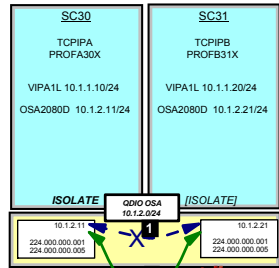 SC30
TCPIPA
PROFA30X
VIPA1L 10.1.1.10/24
OSA2080D 10.1.2.11/24
ISOLATE
SC31
TCPIPB
PROFB31X
VIPA1L 10.1.1.20/24
OSA2080D 10.1.2.21/24
[ISOLATE]
QDIO OSA
10.1.2.0/24
X
1
10.1.2.11
224.000.000.001
224.000.000.005
10.1.2.21
224.000.000.001
224.000.000.005